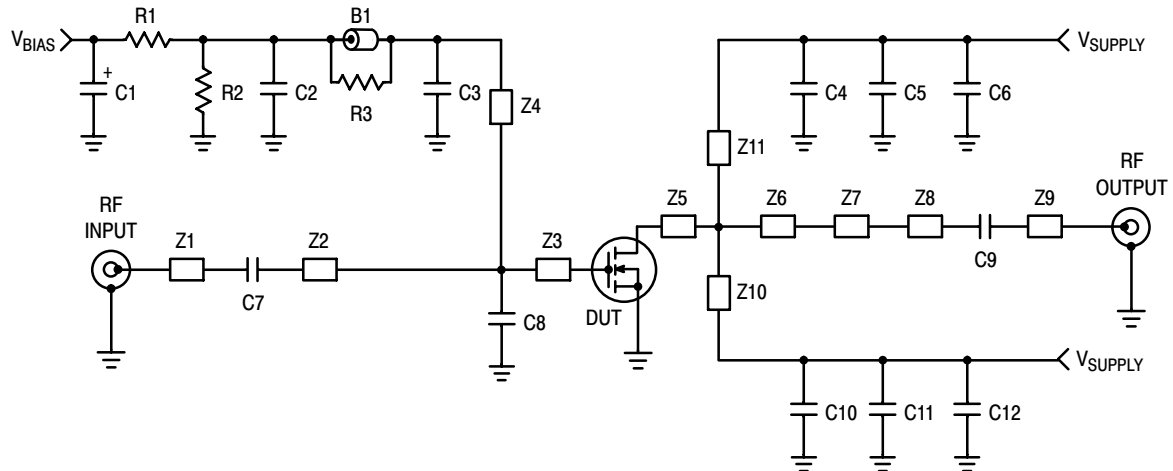 R1
B1
VBIAS
+
C1
R2
C2
R3
C3
Z4
VSUPPLY
C4
C5
C6
Z11
RF
INPUT
Z1
C7
Z2
Z3
C8
DUT
Z5
Z6
Z7
Z8
C9
Z9
RF
OUTPUT
Z10
VSUPPLY
C10
C11
C12